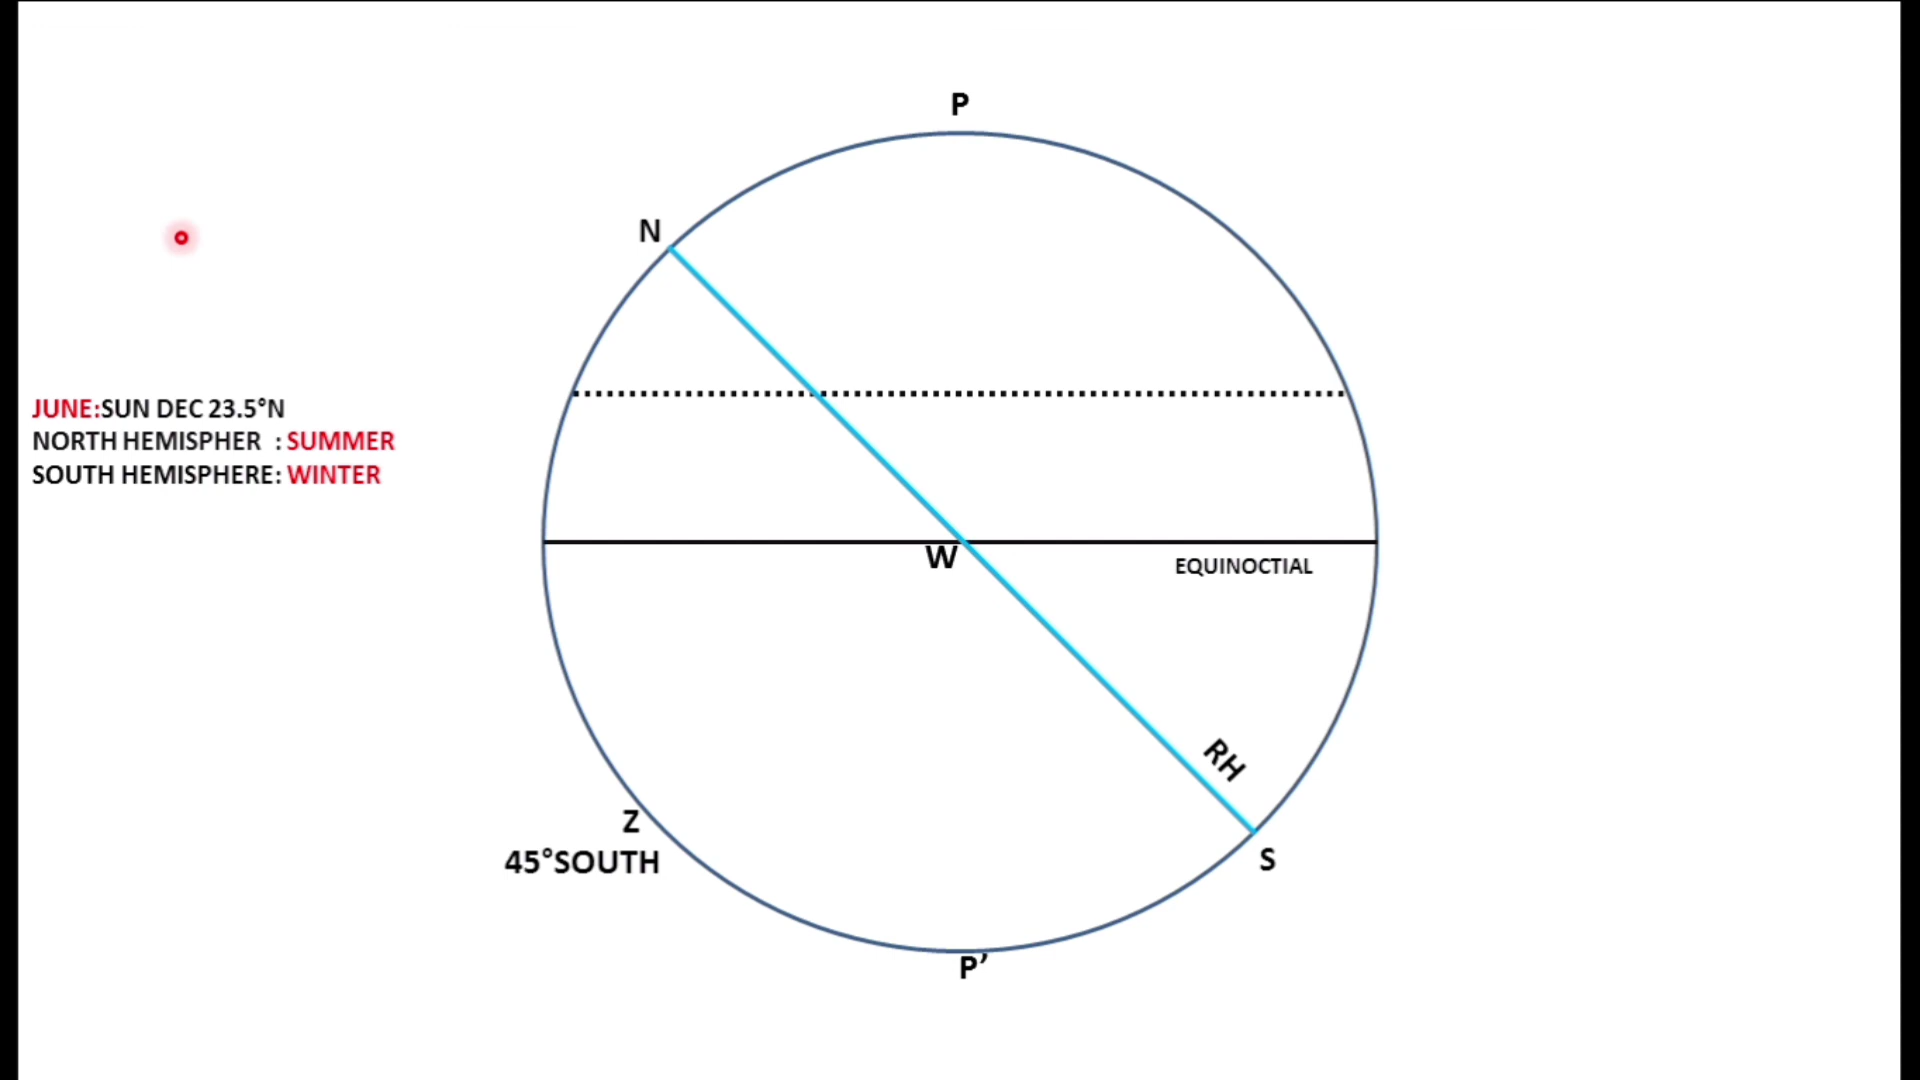 P
N
JUNE:SUN DEC 23.5°N
NORTH HEMISPHER : SUMMER
SOUTH HEMISPHERE: WINTER
W
EQUINOCTIAL
RH
Z
45°SOUTH
S
P’